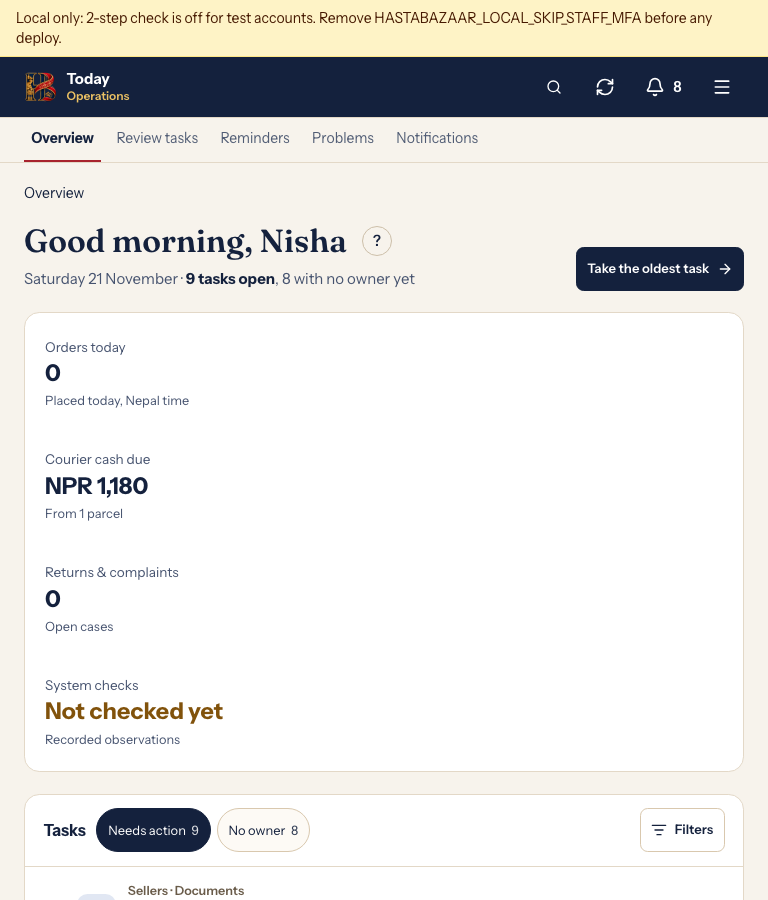 Local only: 2-step check is off for test accounts. Remove HASTABAZAAR_LOCAL_SKIP_STAFF_MFA before any
deploy.
Today
Operations
8
Overview
Review tasks
Reminders
Problems
Notifications
Overview
Good morning, Nisha
?
Saturday 21 November · 9 tasks open, 8 with no owner yet
Take the oldest task
Orders today
0
Placed today, Nepal time
Courier cash due
NPR 1,180
From 1 parcel
Returns & complaints
0
Open cases
System checks
Not checked yet
Recorded observations
Tasks
Needs action 9
No owner 8
Filters
Sellers · Documents